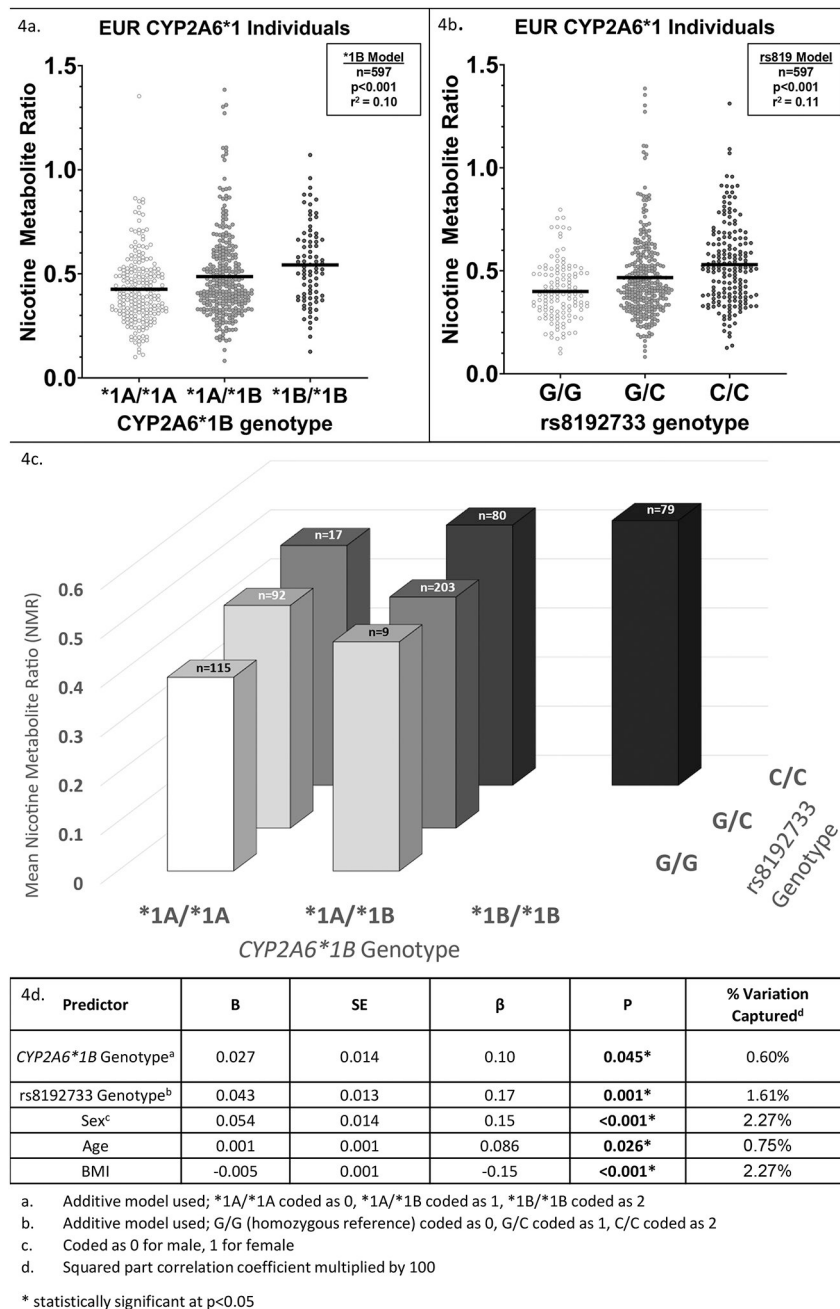 4a.
EUR CYP2A6*1 Individuals
*1B Model
n=597
p<0.001
r² = 0.10
Nicotine Metabolite Ratio
1.5
1.0
0.5
0.0
*1A/*1A *1A/*1B *1B/*1B
CYP2A6*1B genotype
4b.
EUR CYP2A6*1 Individuals
rs819 Model
n=597
p<0.001
r² = 0.11
Nicotine Metabolite Ratio
1.5
1.0
0.5
0.0
G/G G/C C/C
rs8192733 genotype
4c.
Mean Nicotine Metabolite Ratio (NMR)
0.6
0.5
0.4
0.3
0.2
0.1
0
n=17
n=80
n=79
n=92
n=203
n=115
n=9
C/C
G/C
G/G
rs8192733
Genotype
*1A/*1A *1A/*1B *1B/*1B
CYP2A6*1B Genotype
4d.
Predictor B SE β P % Variation
Capturedᵈ
CYP2A6*1B Genotypeᵃ 0.027 0.014 0.10 0.045* 0.60%
rs8192733 Genotypeᵇ 0.043 0.013 0.17 0.001* 1.61%
Sexᶜ 0.054 0.014 0.15 <0.001* 2.27%
Age 0.001 0.001 0.086 0.026* 0.75%
BMI -0.005 0.001 -0.15 <0.001* 2.27%
a. Additive model used; *1A/*1A coded as 0, *1A/*1B coded as 1, *1B/*1B coded as 2
b. Additive model used; G/G (homozygous reference) coded as 0, G/C coded as 1, C/C coded as 2
c. Coded as 0 for male, 1 for female
d. Squared part correlation coefficient multiplied by 100
* statistically significant at p<0.05